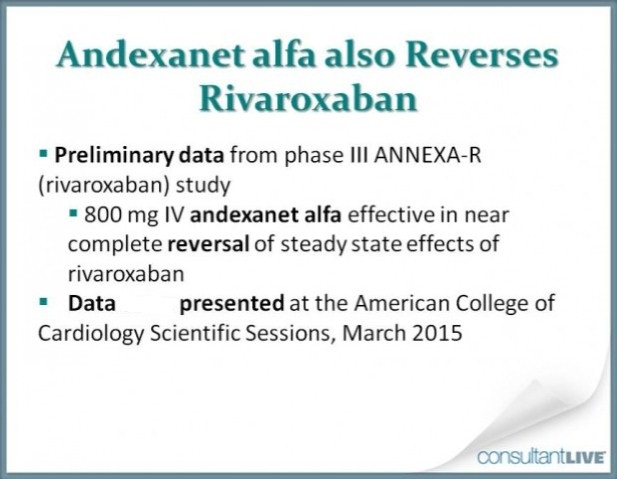 Andexanet alfa also Reverses
Rivaroxaban
▪ Preliminary data from phase III ANNEXA-R
(rivaroxaban) study
▪ 800 mg IV andexanet alfa effective in near
complete reversal of steady state effects of
rivaroxaban
▪ Data presented at the American College of
Cardiology Scientific Sessions, March 2015
consultantLIVE